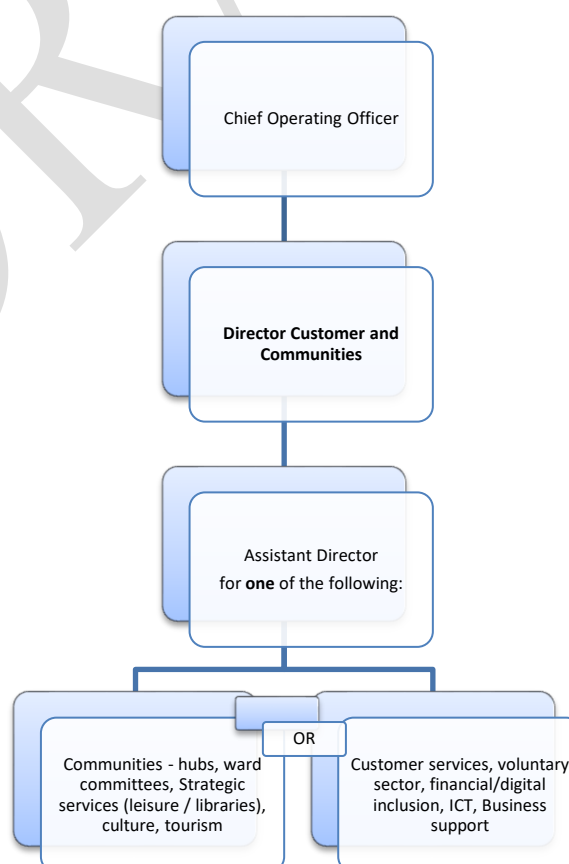 Chief Operating Officer
Director Customer and
Communities
Assistant Director
for one of the following:
OR
Communities - hubs, ward
committees, Strategic
services (leisure / libraries),
culture, tourism
Customer services, voluntary
sector, financial/digital
inclusion, ICT, Business
support